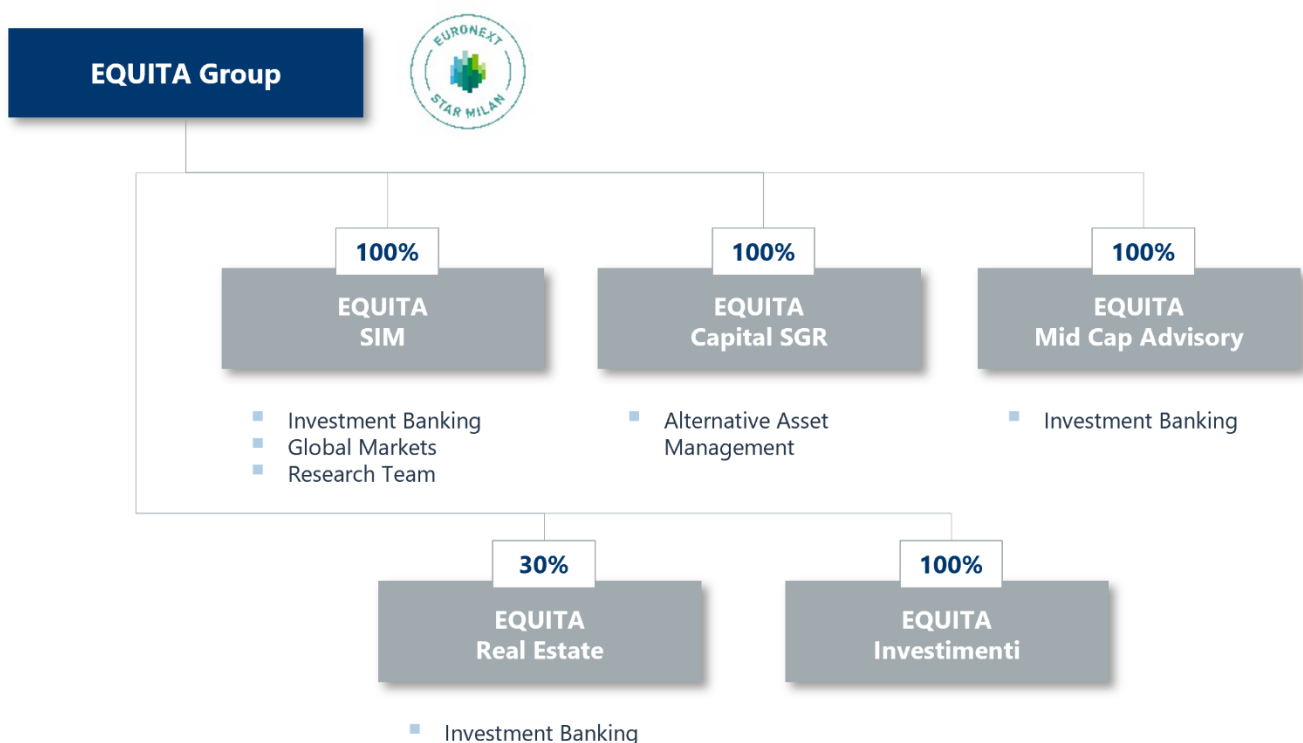 EQUITA Group
EURONEXT
STAR MILAN
100%
EQUITA
SIM
Investment Banking
Global Markets
Research Team
100%
EQUITA
Capital SGR
Alternative Asset
Management
100%
EQUITA
Mid Cap Advisory
Investment Banking
30%
EQUITA
Real Estate
Investment Banking
100%
EQUITA
Investimenti